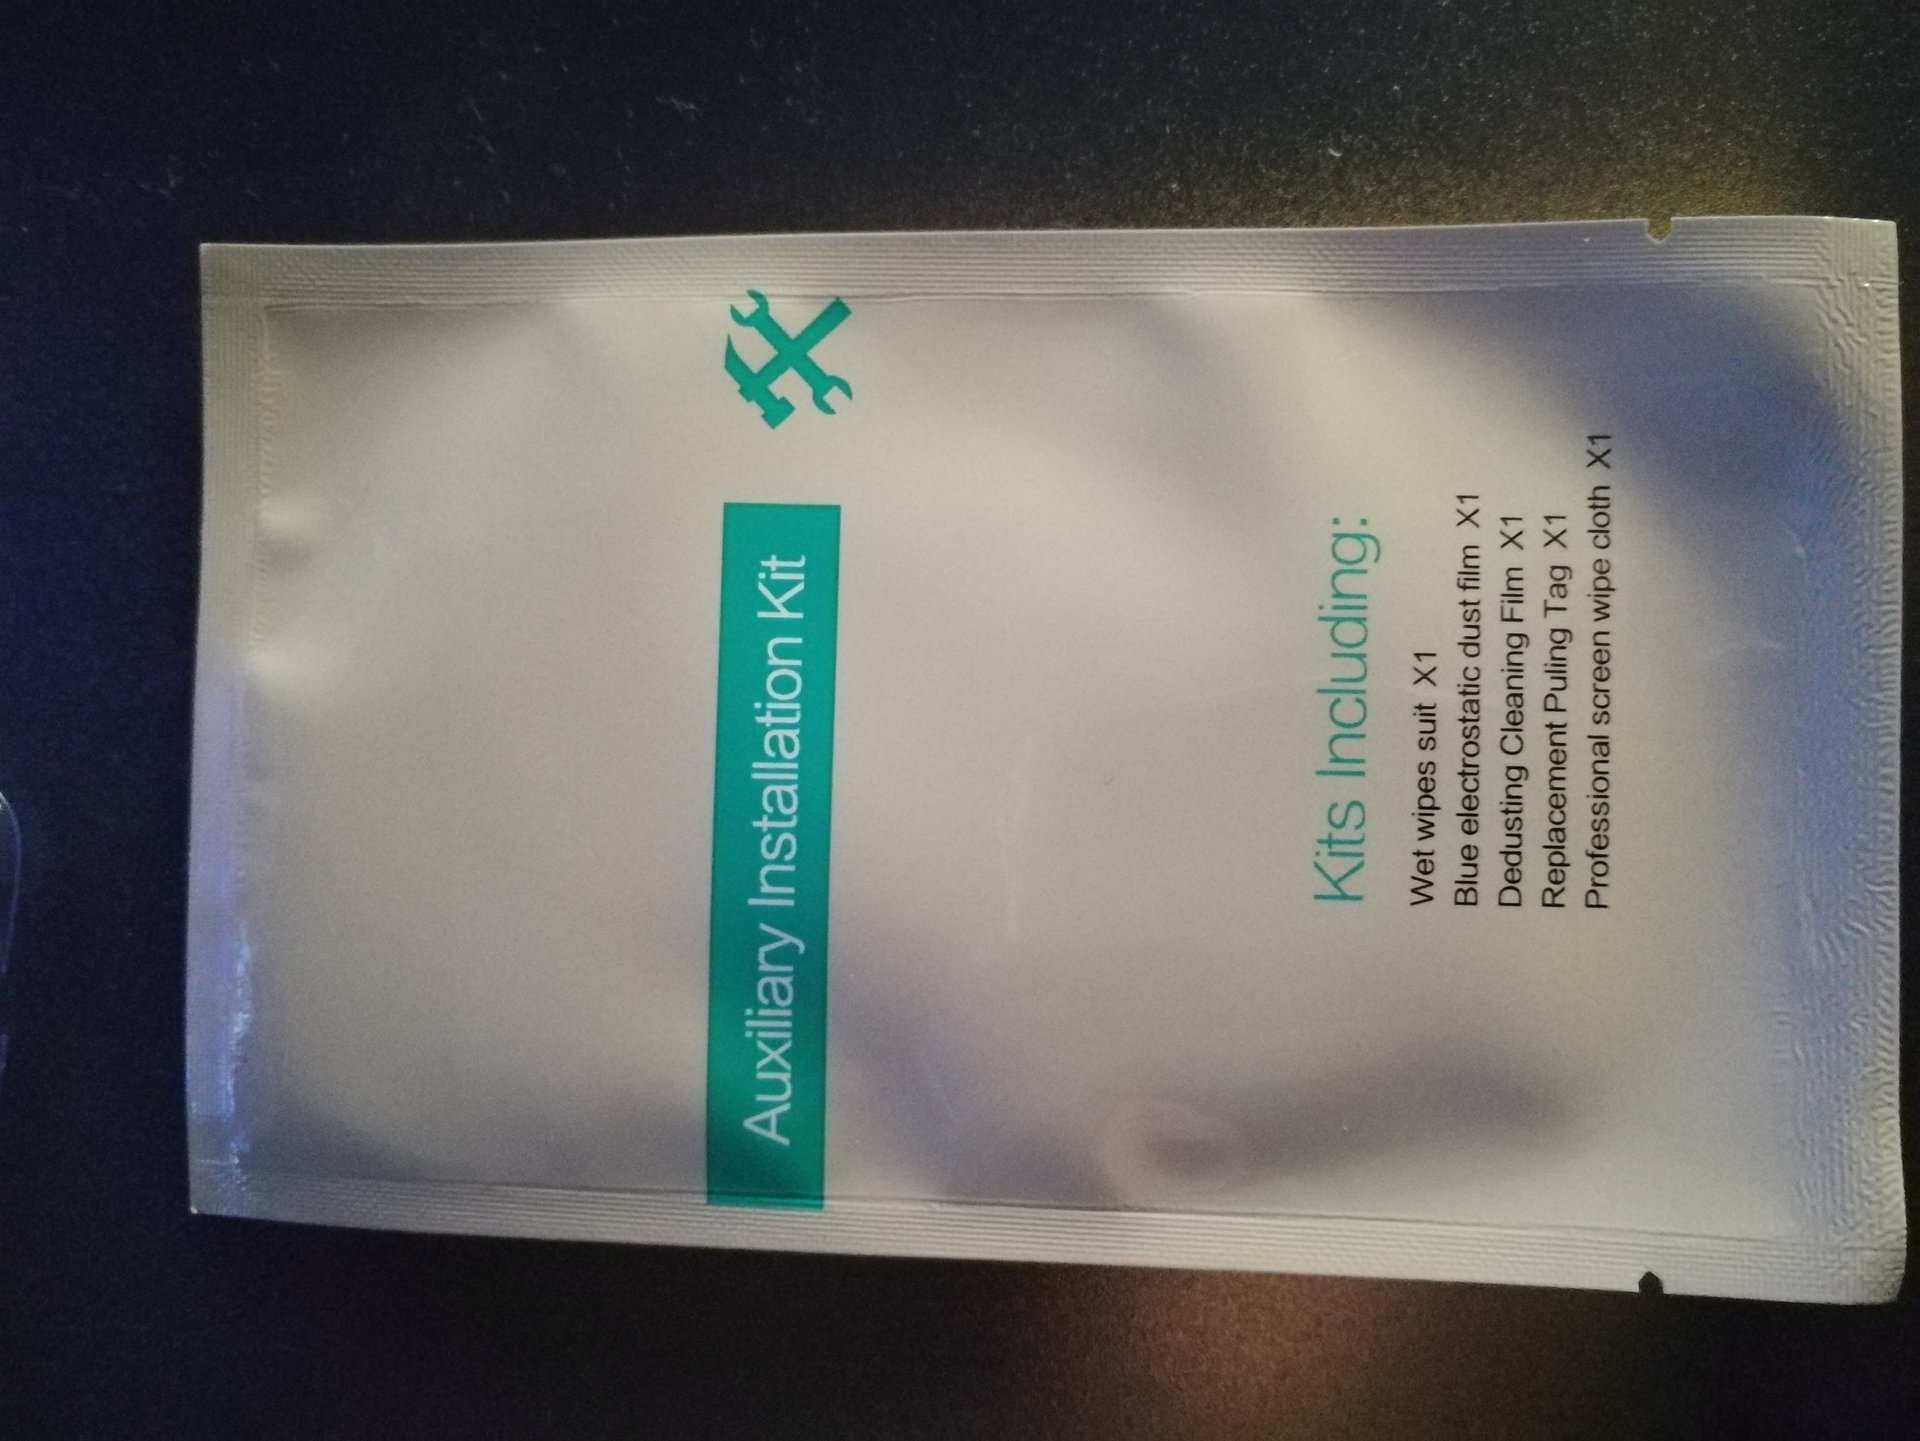 Auxiliary Installation Kit
Kits Including:
Wet wipes suit X1
Blue electrostatic dust film X1
Dedusting Cleaning Film X1
Replacement Puling Tag X1
Professional screen wipe cloth X1